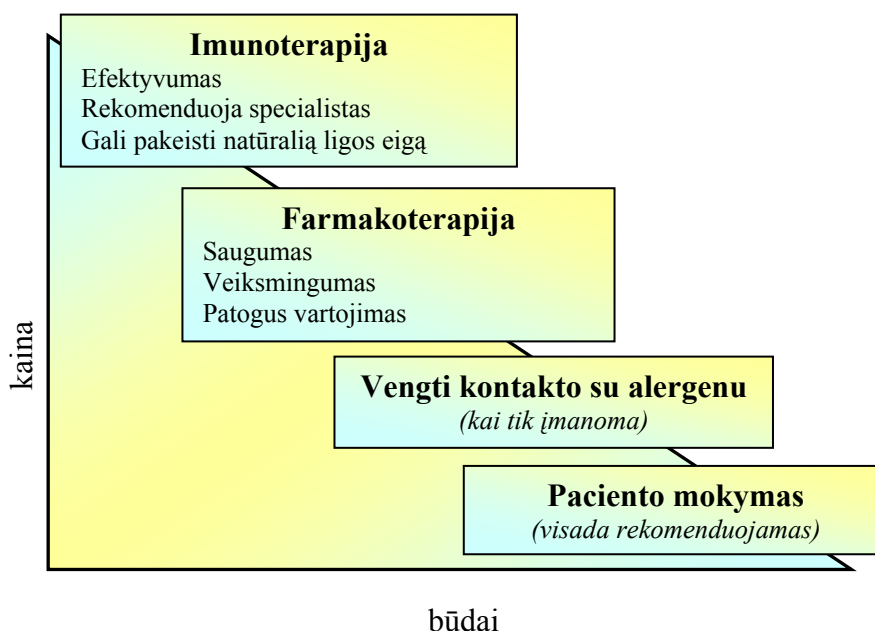 Imunoterapija
Efektyvumas
Rekomenduoja specialistas
Gali pakeisti natūralią ligos eigą
Farmakoterapija
Saugumas
Veiksmingumas
Patogus vartojimas
Vengti kontakto su alergenu
(kai tik įmanoma)
Paciento mokymas
(visada rekomenduojamas)
kaina
būdai